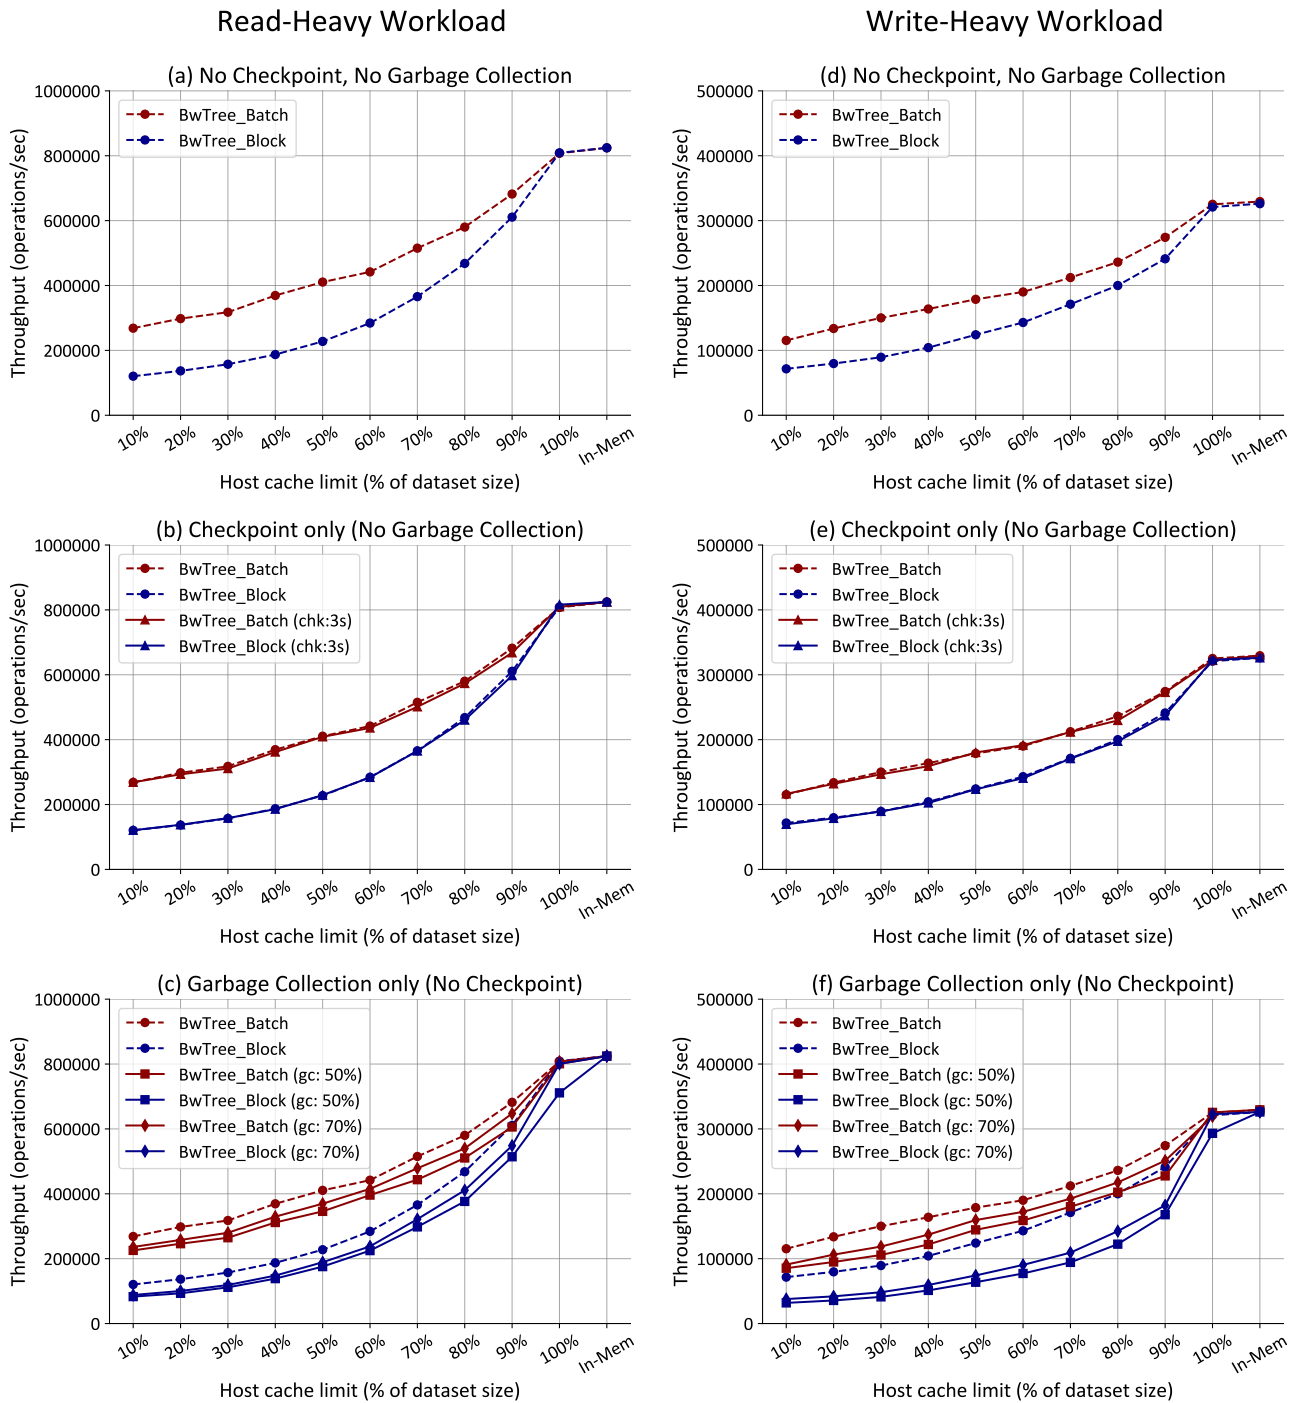 Read-Heavy Workload
Write-Heavy Workload
(a) No Checkpoint, No Garbage Collection
Throughput (operations/sec)
1000000
800000
600000
400000
200000
0
BwTree_Batch
BwTree_Block
10% 20% 30% 40% 50% 60% 70% 80% 90% 100% In-Mem
Host cache limit (% of dataset size)
(d) No Checkpoint, No Garbage Collection
Throughput (operations/sec)
500000
400000
300000
200000
100000
0
BwTree_Batch
BwTree_Block
10% 20% 30% 40% 50% 60% 70% 80% 90% 100% In-Mem
Host cache limit (% of dataset size)
(b) Checkpoint only (No Garbage Collection)
Throughput (operations/sec)
1000000
800000
600000
400000
200000
0
BwTree_Batch
BwTree_Block
BwTree_Batch (chk:3s)
BwTree_Block (chk:3s)
10% 20% 30% 40% 50% 60% 70% 80% 90% 100% In-Mem
Host cache limit (% of dataset size)
(e) Checkpoint only (No Garbage Collection)
Throughput (operations/sec)
500000
400000
300000
200000
100000
0
BwTree_Batch
BwTree_Block
BwTree_Batch (chk:3s)
BwTree_Block (chk:3s)
10% 20% 30% 40% 50% 60% 70% 80% 90% 100% In-Mem
Host cache limit (% of dataset size)
(c) Garbage Collection only (No Checkpoint)
Throughput (operations/sec)
1000000
800000
600000
400000
200000
0
BwTree_Batch
BwTree_Block
BwTree_Batch (gc: 50%)
BwTree_Block (gc: 50%)
BwTree_Batch (gc: 70%)
BwTree_Block (gc: 70%)
10% 20% 30% 40% 50% 60% 70% 80% 90% 100% In-Mem
Host cache limit (% of dataset size)
(f) Garbage Collection only (No Checkpoint)
Throughput (operations/sec)
500000
400000
300000
200000
100000
0
BwTree_Batch
BwTree_Block
BwTree_Batch (gc: 50%)
BwTree_Block (gc: 50%)
BwTree_Batch (gc: 70%)
BwTree_Block (gc: 70%)
10% 20% 30% 40% 50% 60% 70% 80% 90% 100% In-Mem
Host cache limit (% of dataset size)